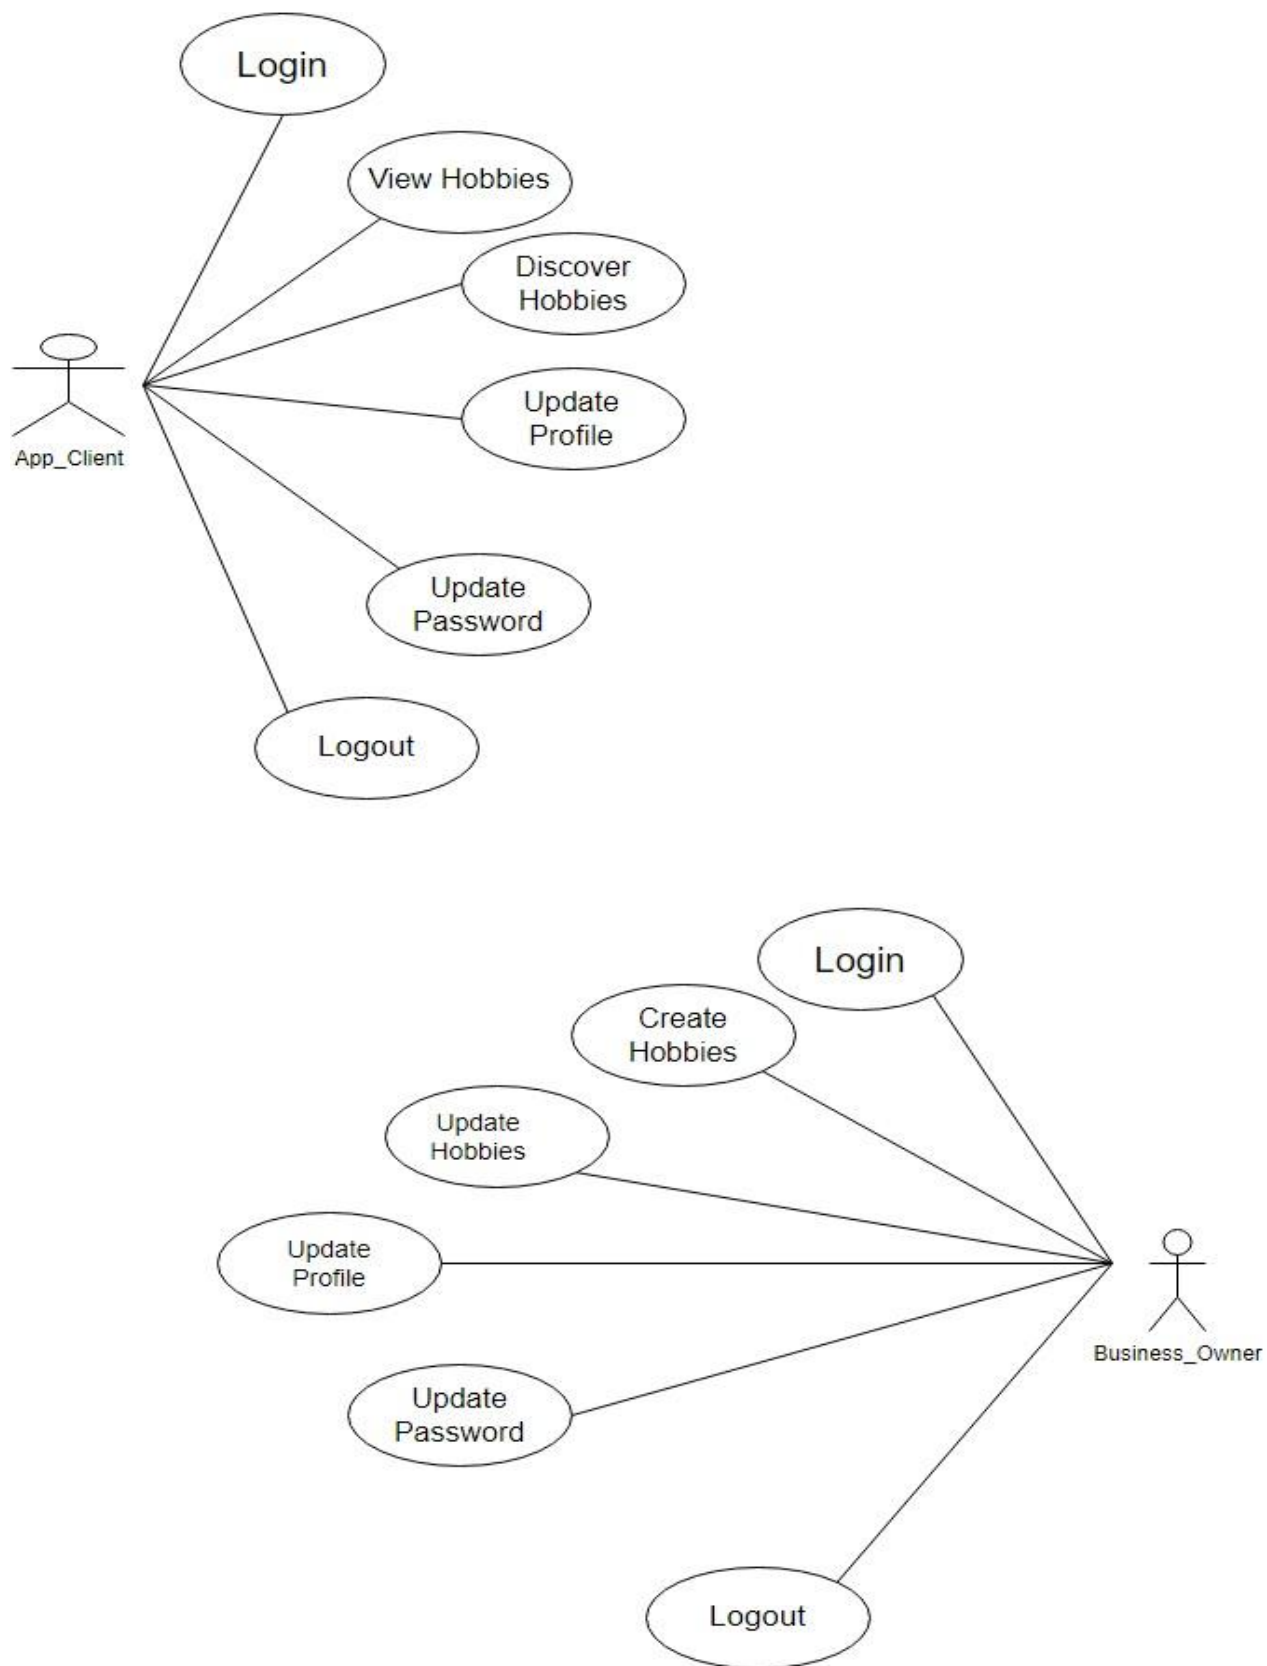 Login
View Hobbies
Discover
Hobbies
Update
Profile
App_Client
Update
Password
Logout
Login
Create
Hobbies
Update
Hobbies
Update
Profile
Business_Owner
Update
Password
Logout